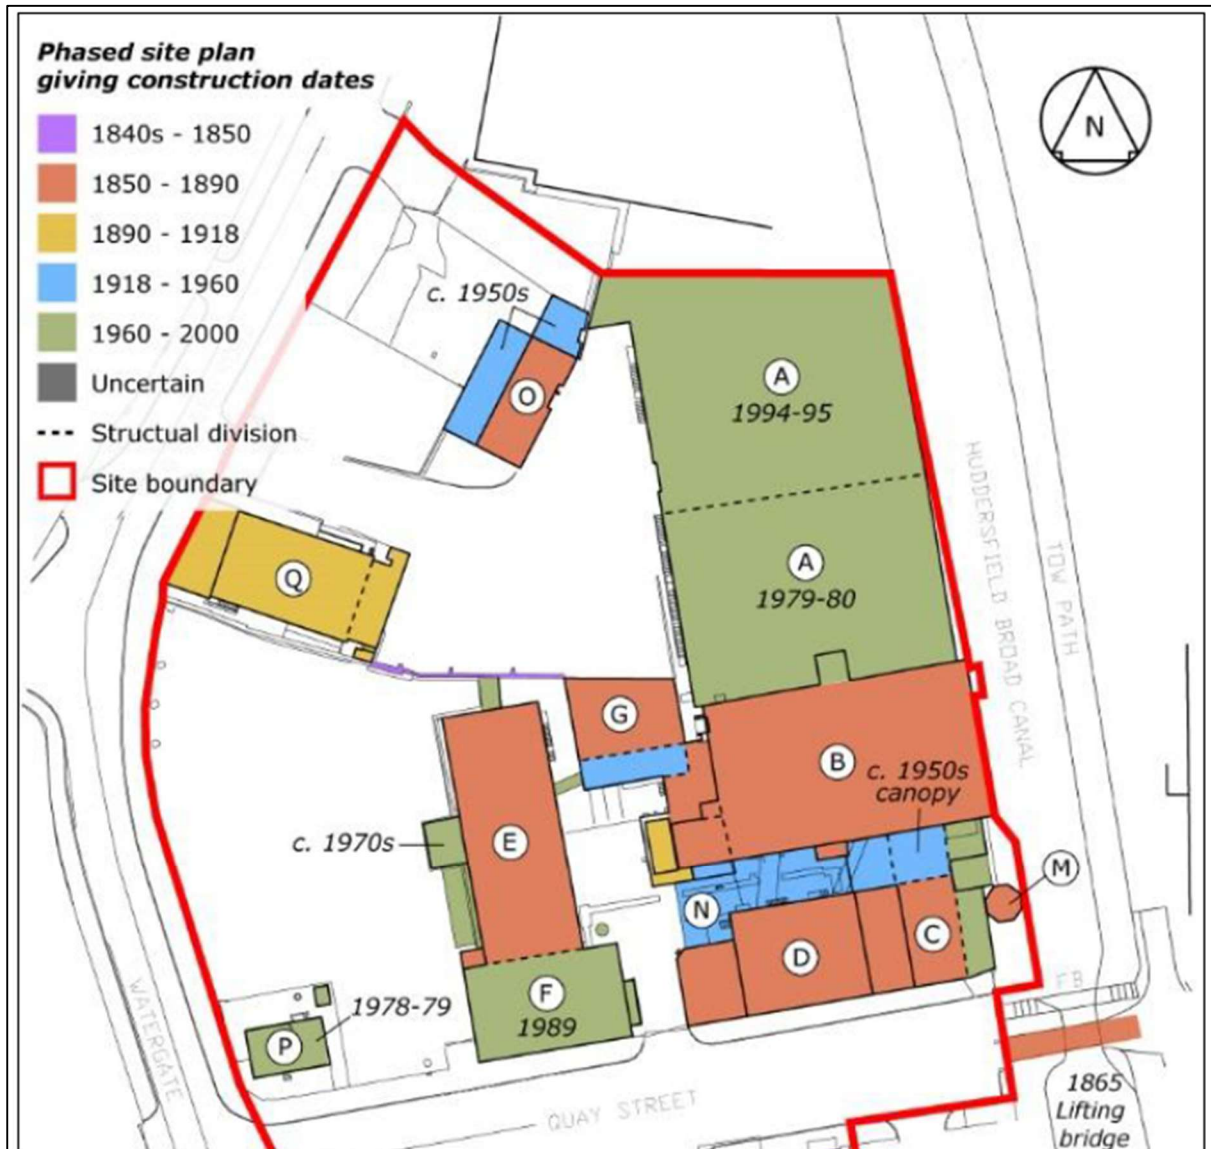 Phased site plan
giving construction dates
1840s - 1850
1850 - 1890
1890 - 1918
1918 - 1960
1960 - 2000
Uncertain
Structual division
Site boundary
N
c. 1950s
O
A
1994-95
A
1979-80
HUDDERSFIELD BROAD CANAL
TOW PATH
Q
G
B
c. 1950s
canopy
E
c. 1970s
M
N
C
D
F
1989
FB
1978-79
P
WATERGATE
QUAY STREET
1865
Lifting
bridge